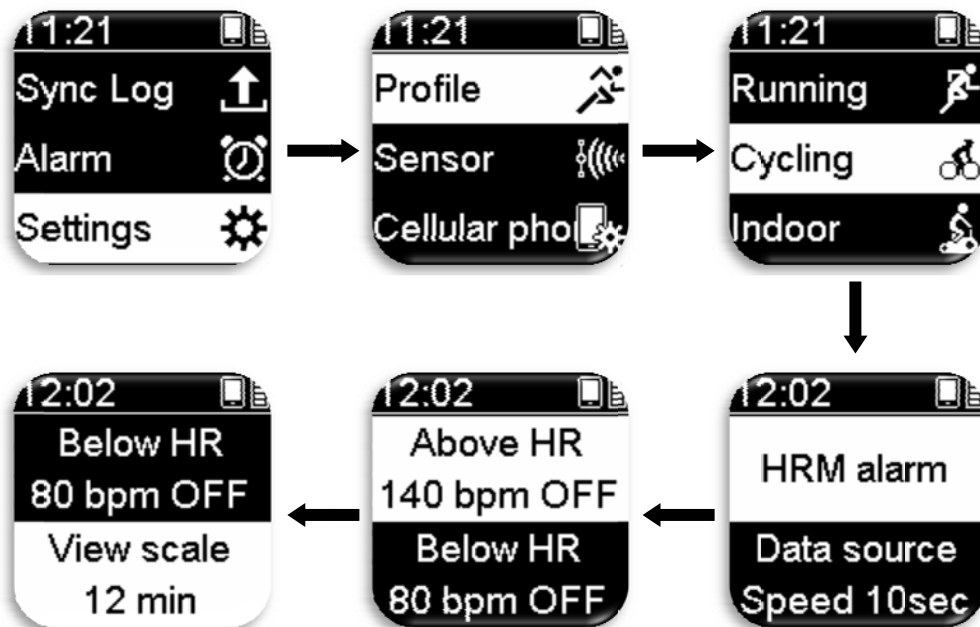 11:21
Sync Log
Alarm
Settings
11:21
Profile
Sensor
Cellular pho
11:21
Running
Cycling
Indoor
12:02
HRM alarm
Data source
Speed 10sec
12:02
Above HR
140 bpm OFF
Below HR
80 bpm OFF
12:02
Below HR
80 bpm OFF
View scale
12 min